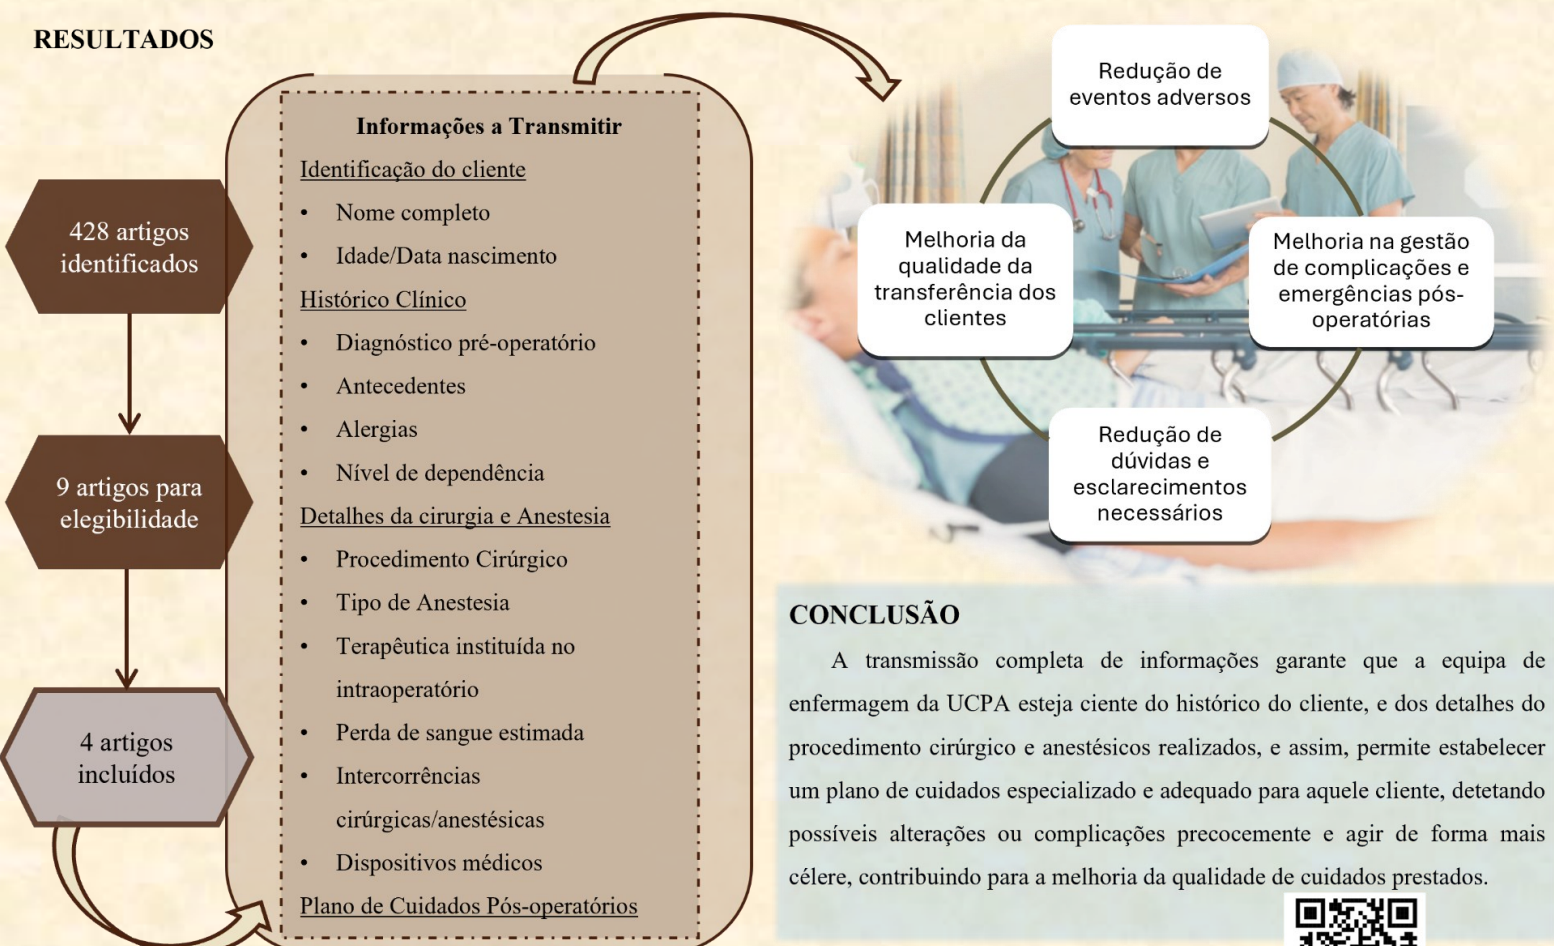 RESULTADOS
428 artigos
identificados
9 artigos para
elegibilidade
4 artigos
incluídos
Informações a Transmitir
Identificação do cliente
• Nome completo
• Idade/Data nascimento
Histórico Clínico
• Diagnóstico pré-operatório
• Antecedentes
• Alergias
• Nível de dependência
Detalhes da cirurgia e Anestesia
• Procedimento Cirúrgico
• Tipo de Anestesia
• Terapêutica instituída no
intraoperatório
• Perda de sangue estimada
• Intercorrências
cirúrgicas/anestésicas
• Dispositivos médicos
Plano de Cuidados Pós-operatórios
Redução de
eventos adversos
Melhoria da
qualidade da
transferência dos
clientes
Melhoria na gestão
de complicações e
emergências pós-
operatórias
Redução de
dúvidas e
esclarecimentos
necessários
CONCLUSÃO
A transmissão completa de informações garante que a equipa de
enfermagem da UCPA esteja ciente do histórico do cliente, e dos detalhes do
procedimento cirúrgico e anestésicos realizados, e assim, permite estabelecer
um plano de cuidados especializado e adequado para aquele cliente, detetando
possíveis alterações ou complicações precocemente e agir de forma mais
célere, contribuindo para a melhoria da qualidade de cuidados prestados.